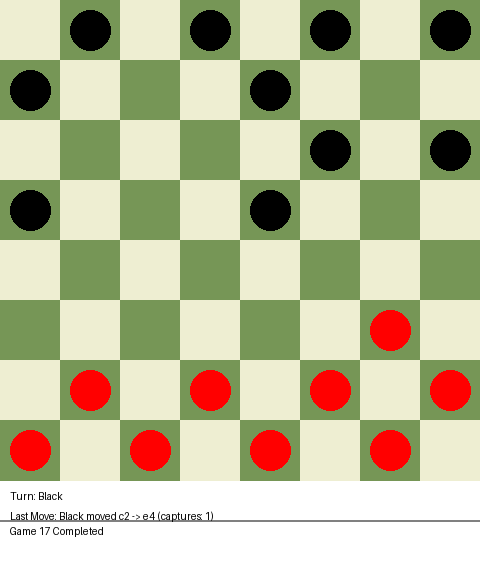 Turn: Black
Last Move: Black moved c2 -> e4 (captures: 1)
Game 17 Completed